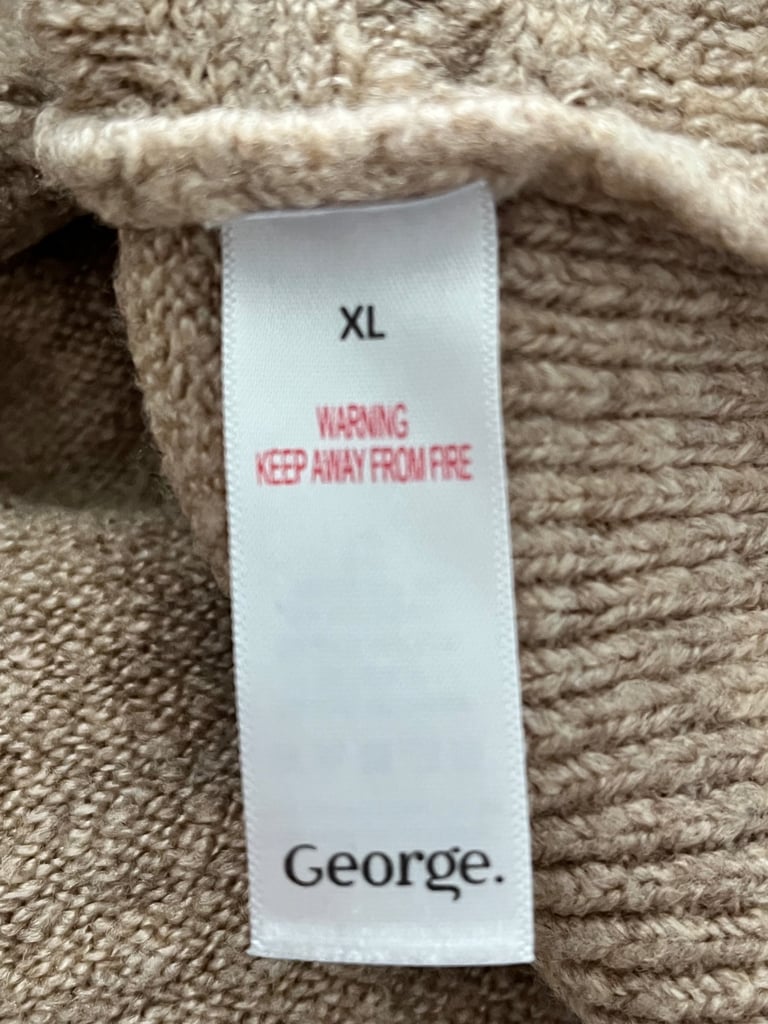 XL
WARNING
KEEP AWAY FROM FIRE
George.